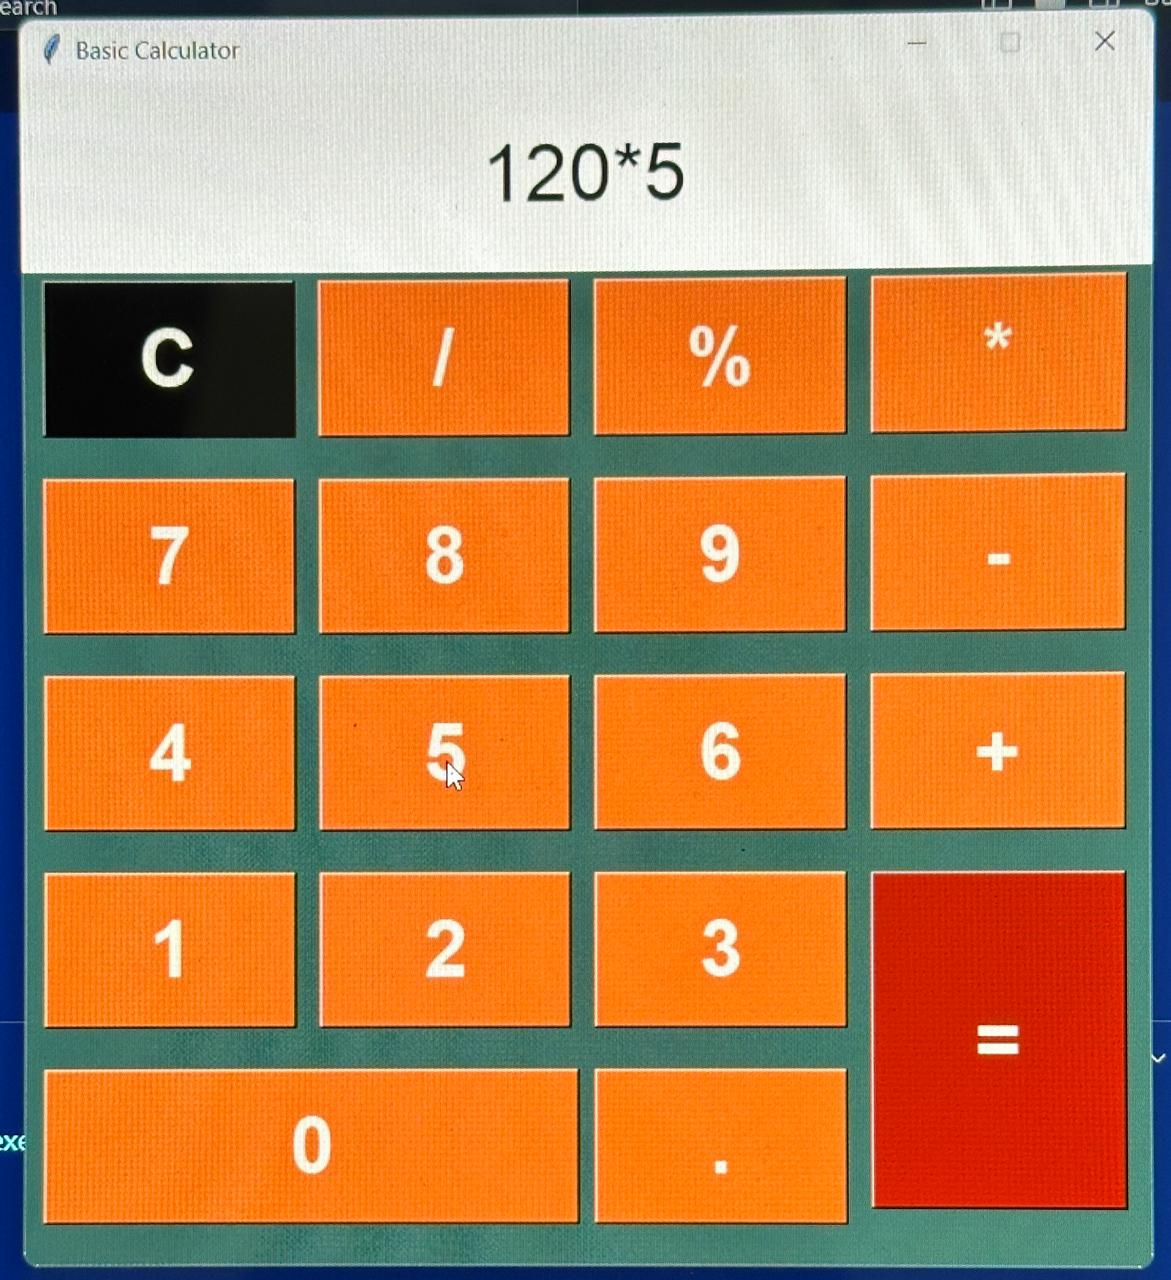 earch
Basic Calculator
120*5
C / % *
7 8 9 -
4 5 6 +
1 2 3
=
0 .
exe